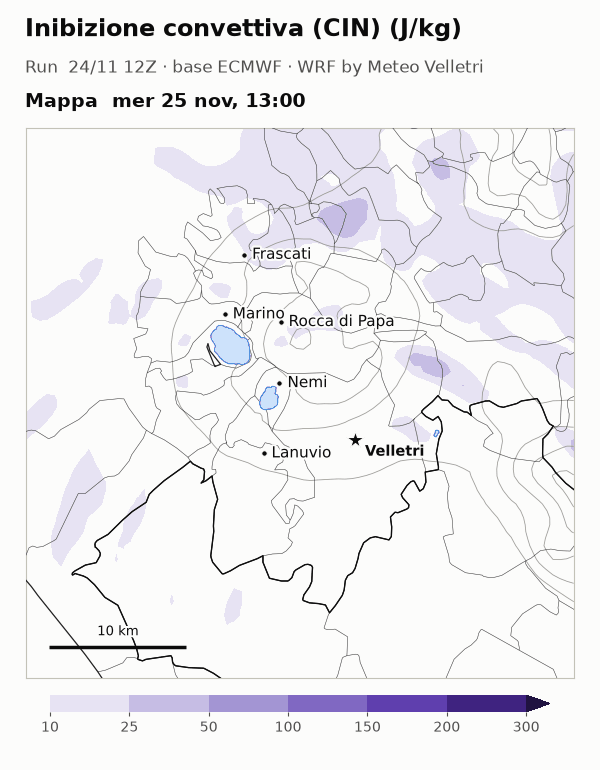 Inibizione convettiva (CIN) (J/kg)
Run  24/11 12Z · base ECMWF · WRF by Meteo Velletri
Mappa  mer 25 nov, 13:00
Frascati
Marino
Rocca di Papa
Nemi
Velletri
Lanuvio
10 km
10 25 50 100 150 200 300